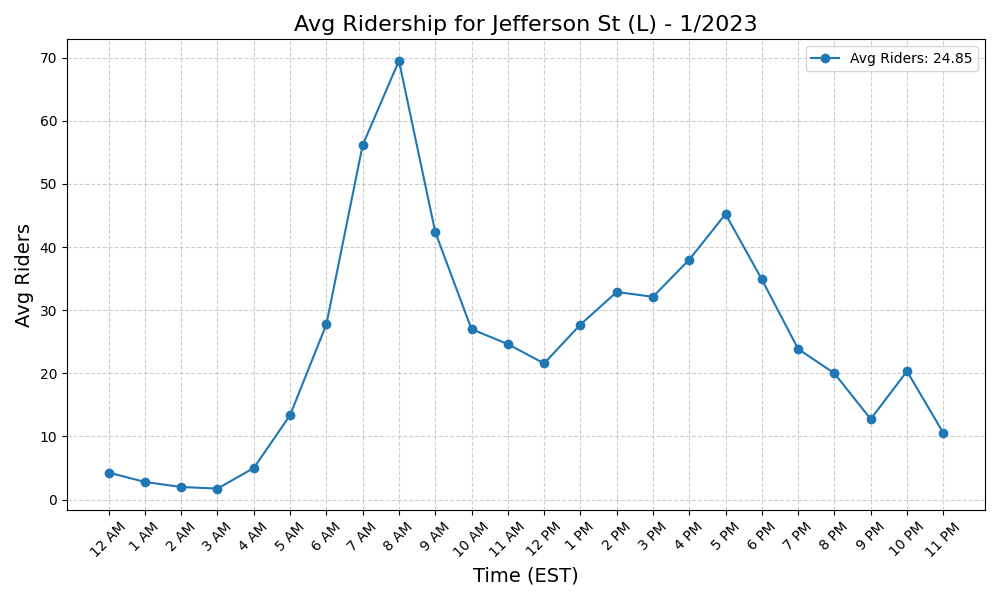 Avg Ridership for Jefferson St (L) - 1/2023
Avg Riders: 24.85
Avg Riders
70
60
50
40
30
20
10
0
12 AM
1 AM
2 AM
3 AM
4 AM
5 AM
6 AM
7 AM
8 AM
9 AM
10 AM
11 AM
12 PM
1 PM
2 PM
3 PM
4 PM
5 PM
6 PM
7 PM
8 PM
9 PM
10 PM
11 PM
Time (EST)